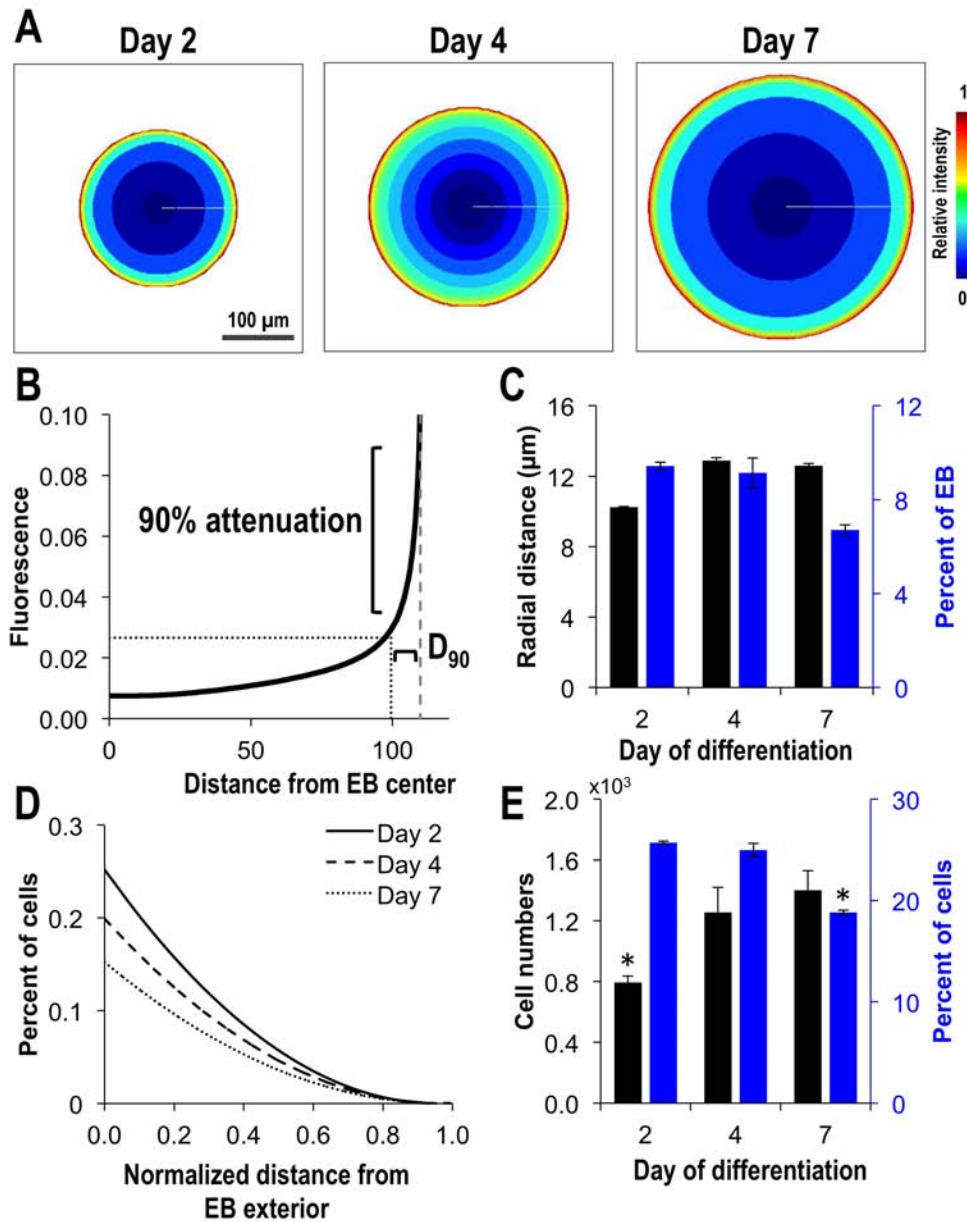 A
Day 2
Day 4
Day 7
100 µm
1
Relative intensity
0
B
0.10
0.08
0.06
0.04
0.02
0.00
Fluorescence
90% attenuation
D90
0
50
100
Distance from EB center
C
16
12
8
4
0
Radial distance (µm)
12
8
4
0
Percent of EB
2
4
7
Day of differentiation
D
0.3
0.2
0.1
0
Percent of cells
Day 2
Day 4
Day 7
0.0
0.2
0.4
0.6
0.8
1.0
Normalized distance from
EB exterior
E
×10³
2.0
1.6
1.2
0.8
0.4
0.0
Cell numbers
*
*
30
20
10
0
Percent of cells
2
4
7
Day of differentiation